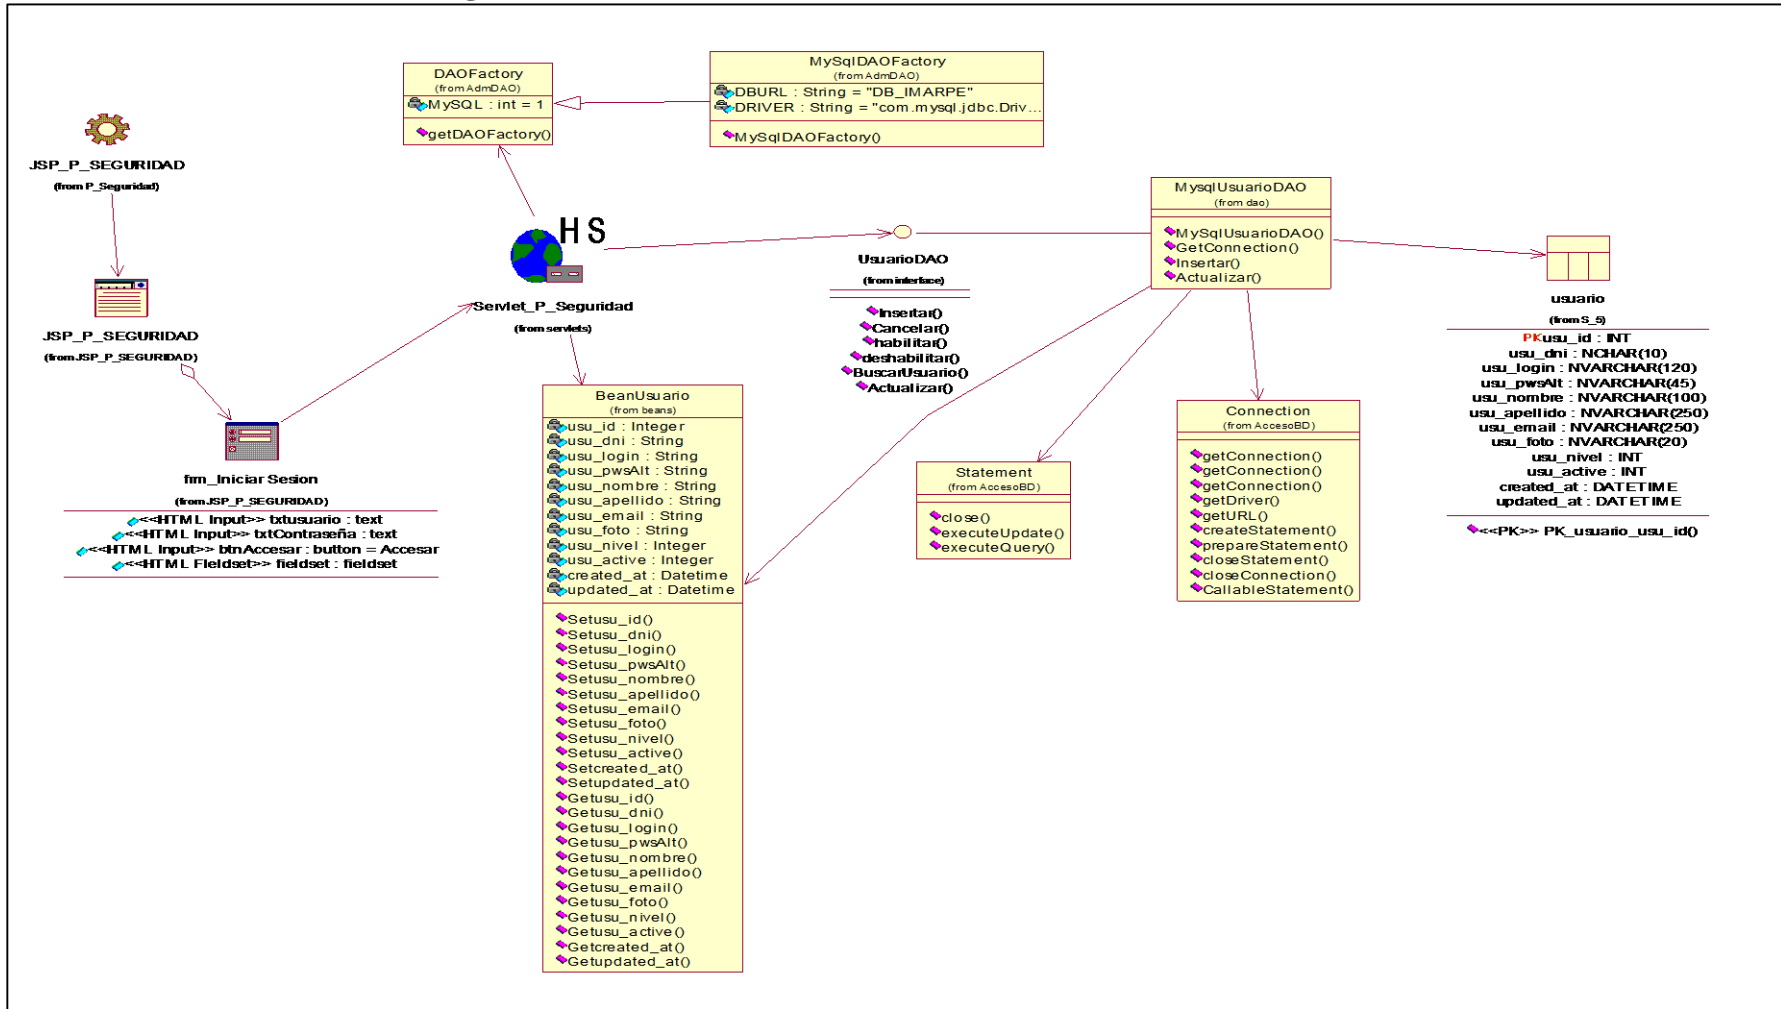 JSP_P_SEGURIDAD
(from P_Seguridad)
JSP_P_SEGURIDAD
(from JSP_P_SEGURIDAD)
frm_Iniciar Sesion
(from JSP_P_SEGURIDAD)
<<HTML Input>> txtusuario : text
<<HTML Input>> txtContraseña : text
<<HTML Input>> btnAccesar : button = Accesar
<<HTML Fieldset>> fieldset : fieldset
DAOFactory
(from AdmDAO)
MySQL : int = 1
getDAOFactory()
MySqlDAOFactory
(from AdmDAO)
DBURL : String = "DB_IMARPE"
DRIVER : String = "com.mysql.jdbc.Driv...
MySqlDAOFactory()
HS
Servlet_P_Seguridad
(from servlets)
UsuarioDAO
(from interface)
Insertar()
Cancelar()
habilitar()
deshabilitar()
BuscarUsuario()
Actualizar()
MysqlUsuarioDAO
(from dao)
MySqlUsuarioDAO()
GetConnection()
Insertar()
Actualizar()
usuario
(from S_5)
PKusu_id : INT
usu_dni : NCHAR(10)
usu_login : NVARCHAR(120)
usu_pwsAlt : NVARCHAR(45)
usu_nombre : NVARCHAR(100)
usu_apellido : NVARCHAR(250)
usu_email : NVARCHAR(250)
usu_foto : NVARCHAR(20)
usu_nivel : INT
usu_active : INT
created_at : DATETIME
updated_at : DATETIME
<<PK>> PK_usuario_usu_id()
BeanUsuario
(from beans)
usu_id : Integer
usu_dni : String
usu_login : String
usu_pwsAlt : String
usu_nombre : String
usu_apellido : String
usu_email : String
usu_foto : String
usu_nivel : Integer
usu_active : Integer
created_at : Datetime
updated_at : Datetime
Setusu_id()
Setusu_dni()
Setusu_login()
Setusu_pwsAlt()
Setusu_nombre()
Setusu_apellido()
Setusu_email()
Setusu_foto()
Setusu_nivel()
Setusu_active()
Setcreated_at()
Setupdated_at()
Getusu_id()
Getusu_dni()
Getusu_login()
Getusu_pwsAlt()
Getusu_nombre()
Getusu_apellido()
Getusu_email()
Getusu_foto()
Getusu_nivel()
Getusu_active()
Getcreated_at()
Getupdated_at()
Statement
(from AccesoBD)
close()
executeUpdate()
executeQuery()
Connection
(from AccesoBD)
getConnection()
getConnection()
getConnection()
getDriver()
getURL()
createStatement()
prepareStatement()
closeStatement()
closeConnection()
CallableStatement()